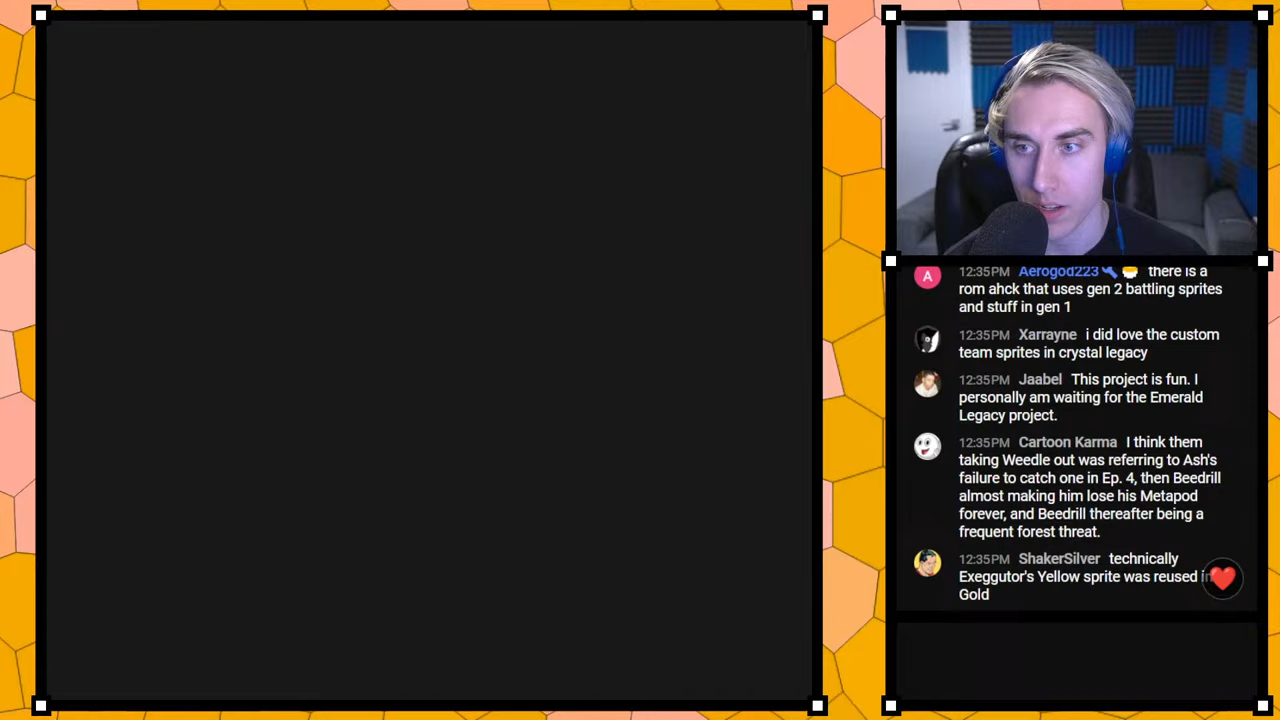 A 12:35PM Aerogod223 there is a
rom ahck that uses gen 2 battling sprites
and stuff in gen 1
12:35PM Xarrayne i did love the custom
team sprites in crystal legacy
12:35PM Jaabel This project is fun. I
personally am waiting for the Emerald
Legacy project.
12:35PM Cartoon Karma I think them
taking Weedle out was referring to Ash's
failure to catch one in Ep. 4, then Beedrill
almost making him lose his Metapod
forever, and Beedrill thereafter being a
frequent forest threat.
12:35PM ShakerSilver technically
Exeggutor's Yellow sprite was reused in
Gold